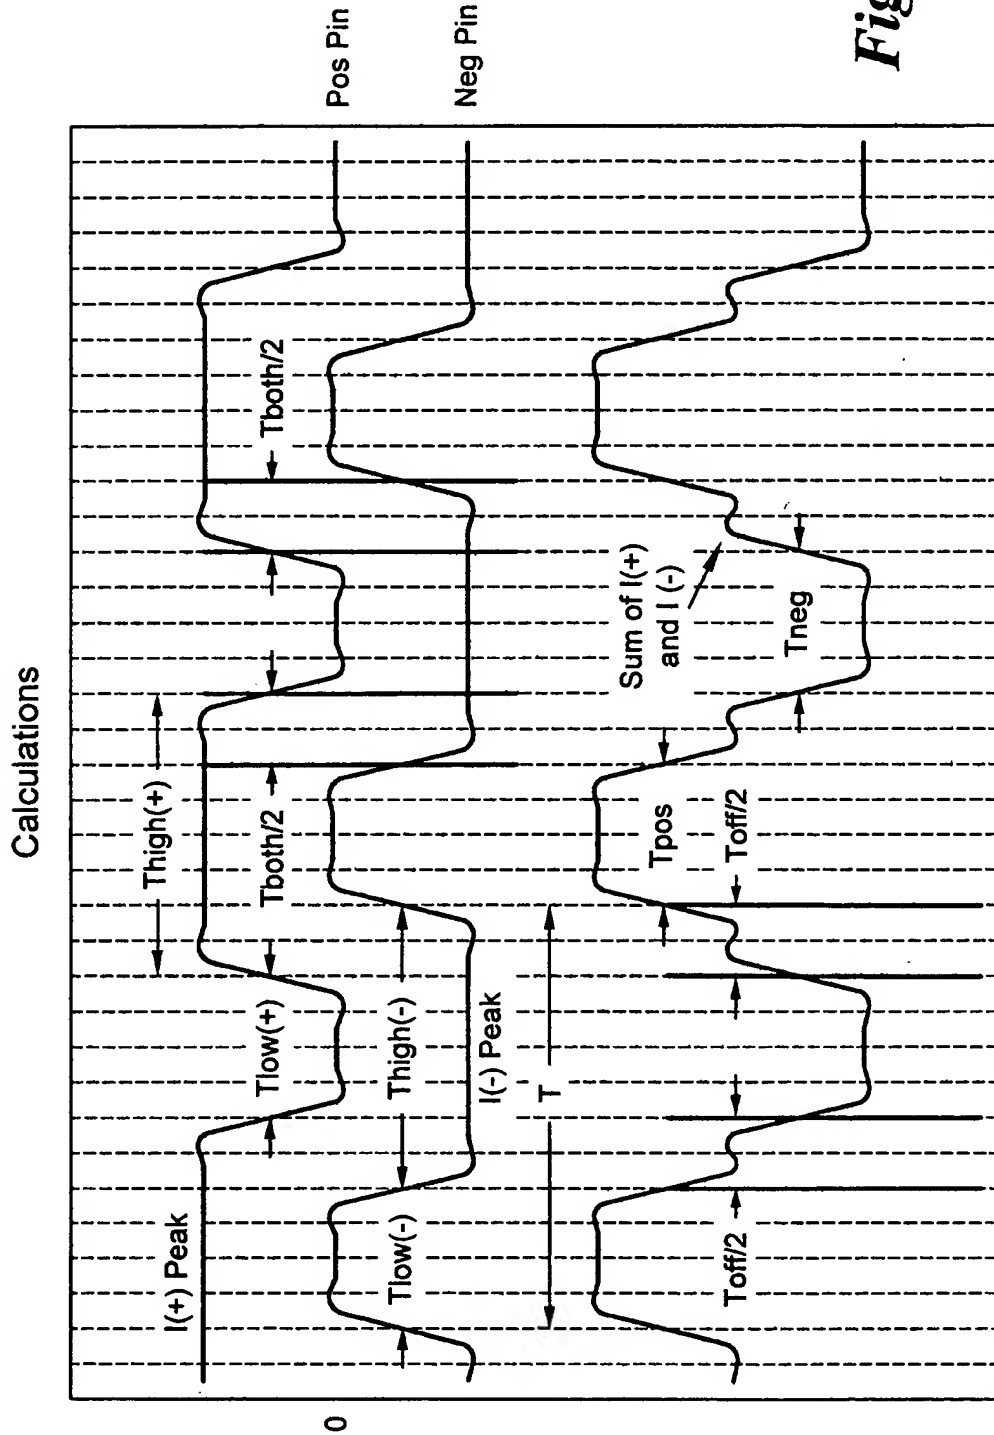 Calculations
Thigh(+)
I(+) Peak
Tlow(+)
Tboth/2
Tboth/2
0
Pos Pin
Tlow(-)
Thigh(-)
I(-) Peak
Neg Pin
T
Sum of I(+)
and I (-)
Tpos
Toff/2
Toff/2
Tneg
Fig